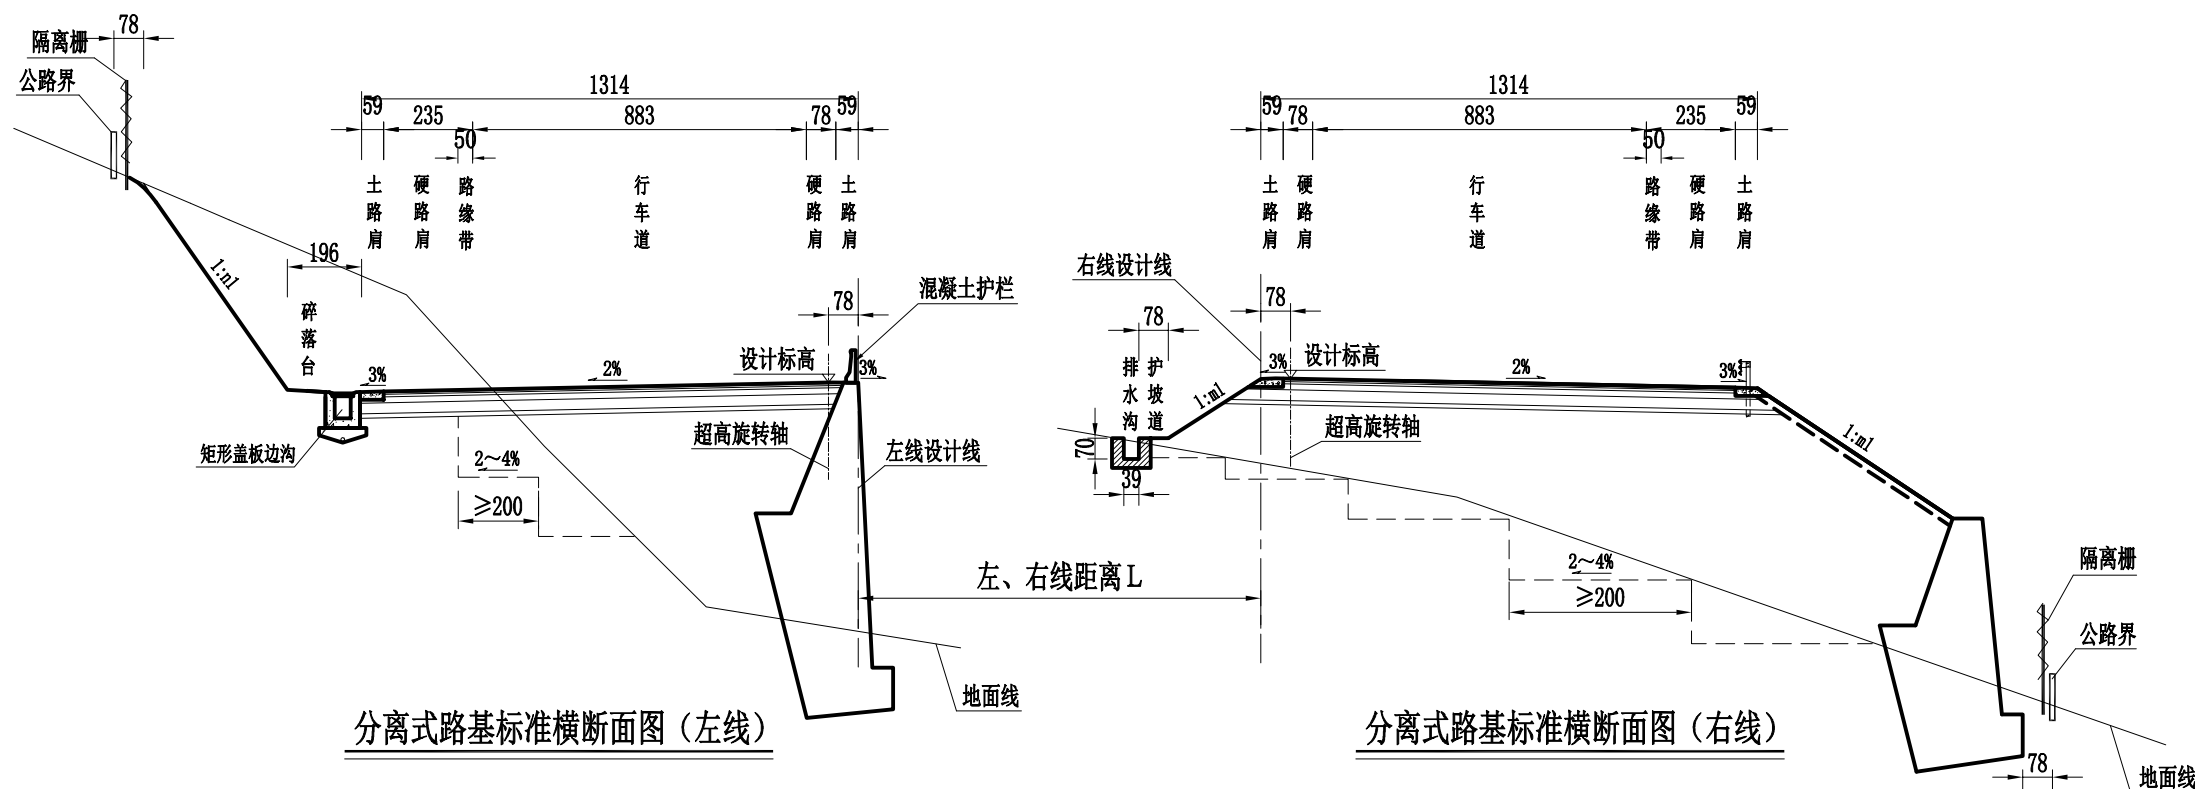 78
隔离栅
公路界
1314
59
235
883
78
59
50
土路肩
硬路肩
路缘带
行车道
硬路肩
土路肩
196
1:n1
碎落台
78
混凝土护栏
设计标高
3%
2%
3%
矩形盖板边沟
超高旋转轴
左线设计线
2～4%
≥200
地面线
分离式路基标准横断面图（左线）
左、右线距离L
1314
59
78
883
235
59
50
土路肩
硬路肩
行车道
路缘带
硬路肩
土路肩
右线设计线
78
78
排水沟
护坡道
3%
设计标高
2%
3%
1:m1
超高旋转轴
1:m1
70
39
2～4%
≥200
隔离栅
公路界
78
地面线
分离式路基标准横断面图（右线）